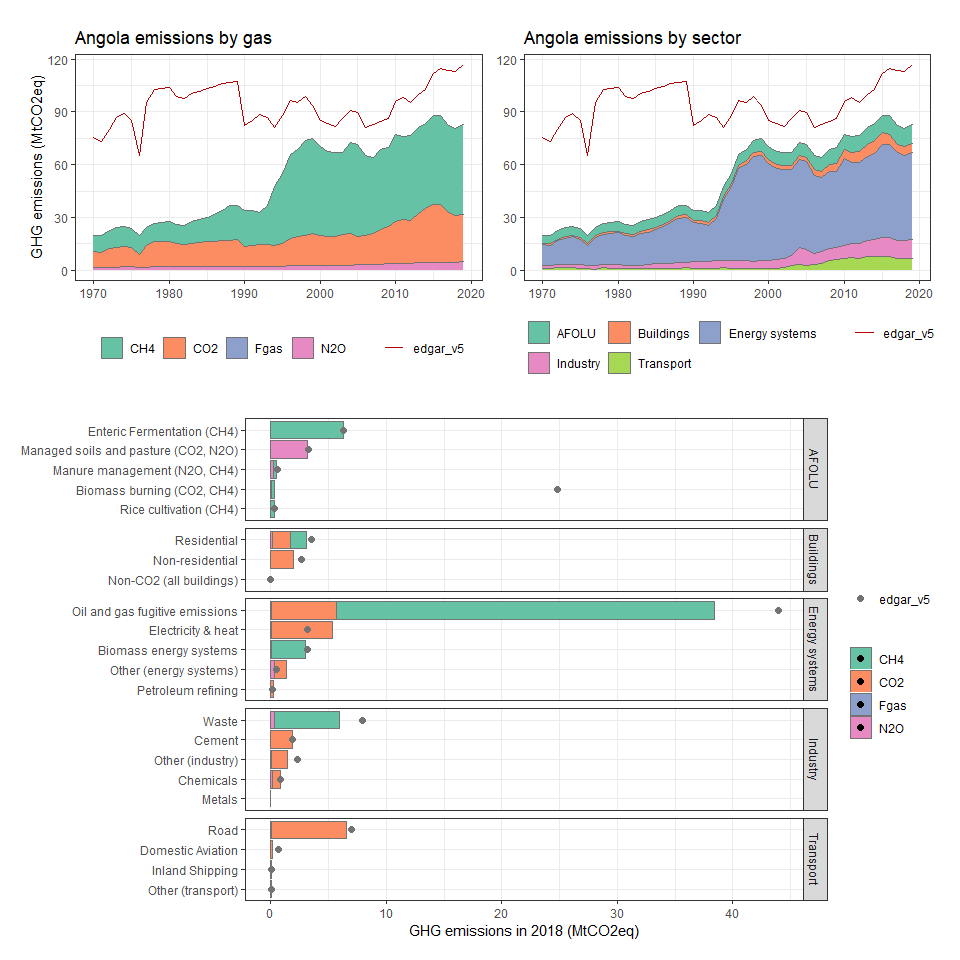 Angola emissions by gas
GHG emissions (MtCO2eq)
120
90
60
30
0
1970 1980 1990 2000 2010 2020
CH4 CO2 Fgas N2O edgar_v5
Angola emissions by sector
120
90
60
30
0
1970 1980 1990 2000 2010 2020
AFOLU Buildings Energy systems edgar_v5
Industry Transport
Enteric Fermentation (CH4)
Managed soils and pasture (CO2, N2O)
Manure management (N2O, CH4)
Biomass burning (CO2, CH4)
Rice cultivation (CH4)
AFOLU
Residential
Non-residential
Non-CO2 (all buildings)
Buildings
Oil and gas fugitive emissions
Electricity & heat
Biomass energy systems
Other (energy systems)
Petroleum refining
Energy systems
Waste
Cement
Other (industry)
Chemicals
Metals
Industry
Road
Domestic Aviation
Inland Shipping
Other (transport)
Transport
0 10 20 30 40
GHG emissions in 2018 (MtCO2eq)
edgar_v5
CH4
CO2
Fgas
N2O